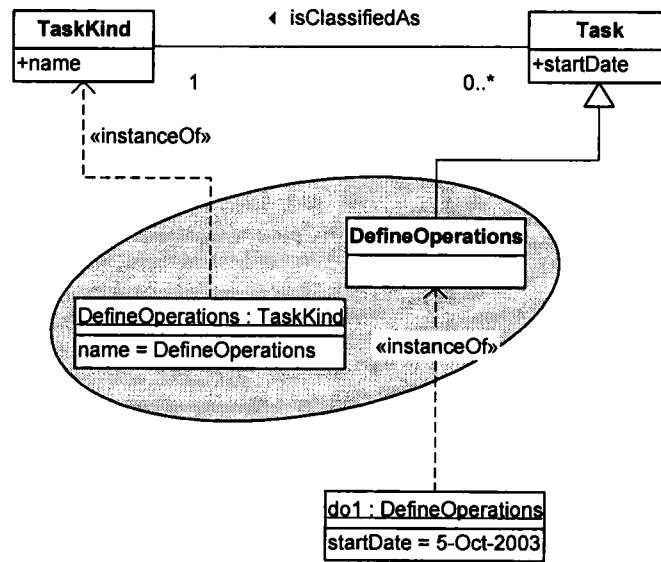 ◄ isClassifiedAs
TaskKind
Task
+name
+startDate
1
0..*
«instanceOf»
DefineOperations
DefineOperations : TaskKind
name = DefineOperations
«instanceOf»
do1 : DefineOperations
startDate = 5-Oct-2003